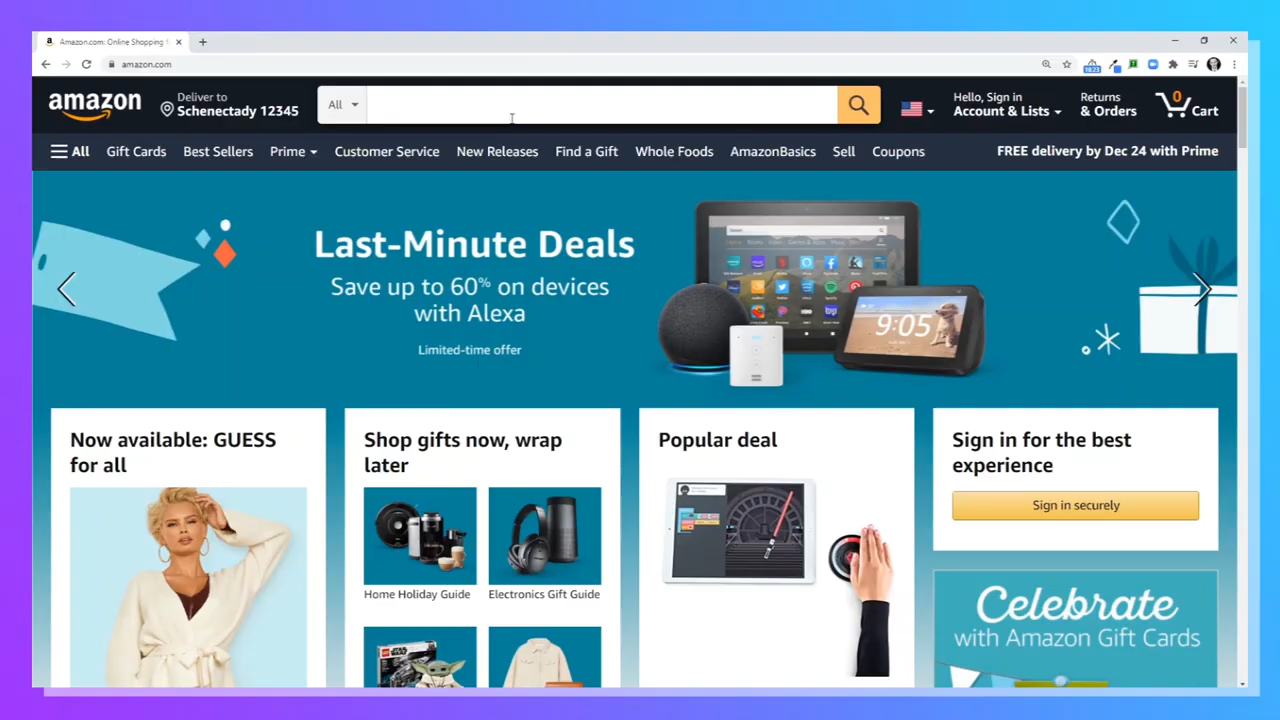 Amazon.com: Online Shopping
amazon.com
10:23
amazon
Deliver to
Schenectady 12345
All
Hello, Sign in
Account & Lists
Returns
& Orders
0
Cart
All
Gift Cards
Best Sellers
Prime
Customer Service
New Releases
Find a Gift
Whole Foods
AmazonBasics
Sell
Coupons
FREE delivery by Dec 24 with Prime
Last-Minute Deals
Save up to 60% on devices
with Alexa
Limited-time offer
9:05
Now available: GUESS
for all
Shop gifts now, wrap
later
Home Holiday Guide
Electronics Gift Guide
Popular deal
Sign in for the best
experience
Sign in securely
Celebrate
with Amazon Gift Cards